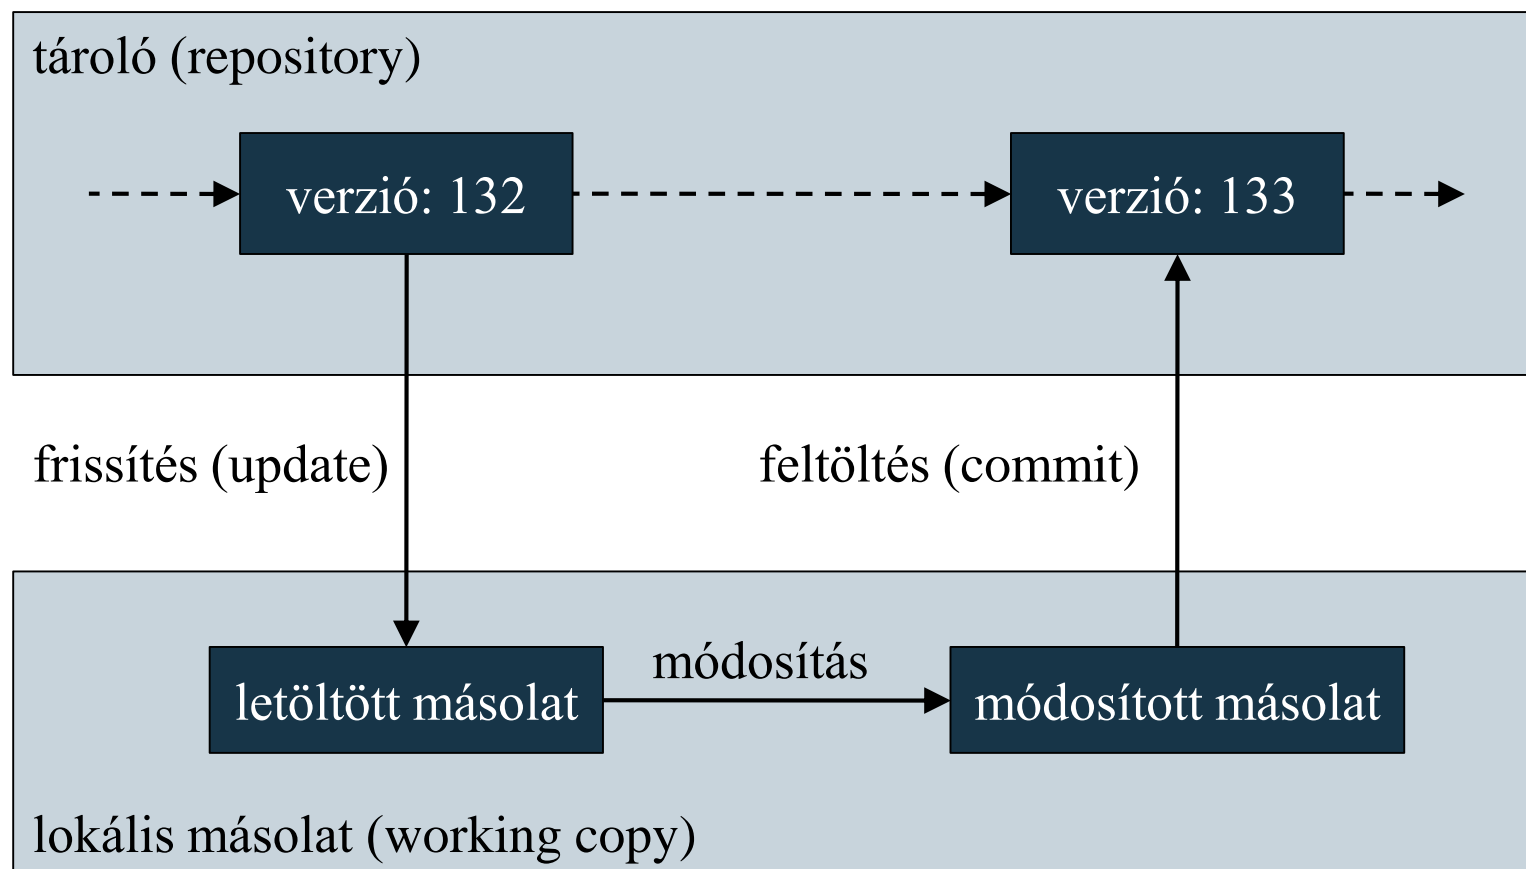 tároló (repository)
verzió: 132
verzió: 133
frissítés (update)
feltöltés (commit)
letöltött másolat
módosítás
módosított másolat
lokális másolat (working copy)